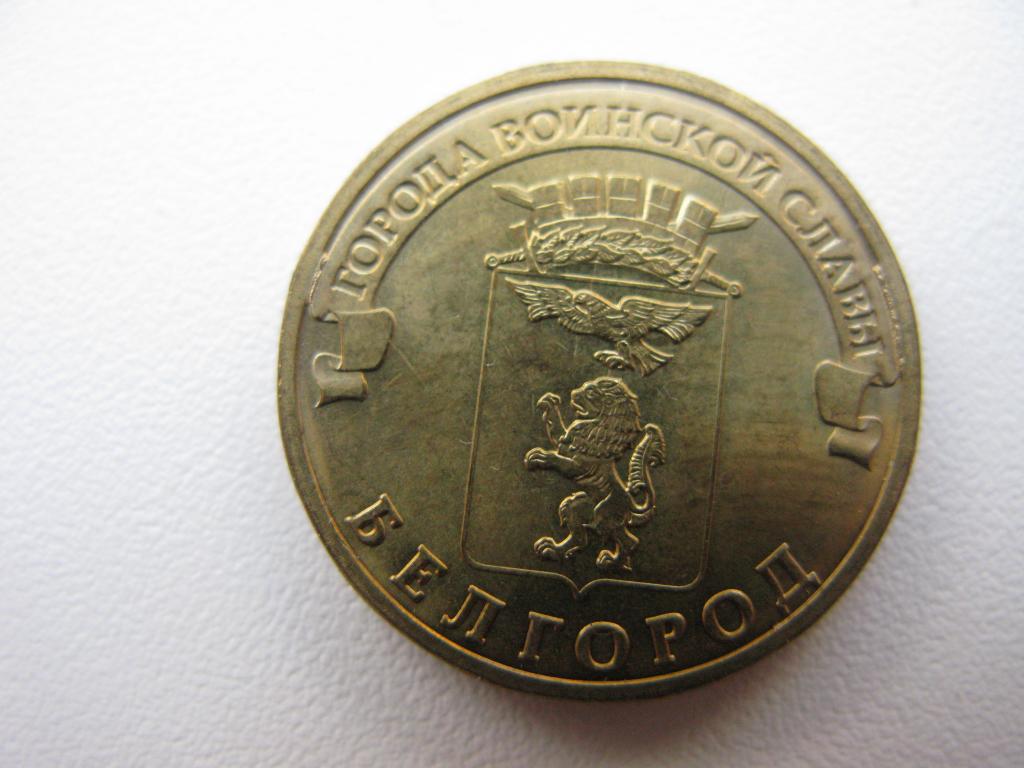 ГОРОДА ВОИНСКОЙ СЛАВЫ
БЕЛГОРОД